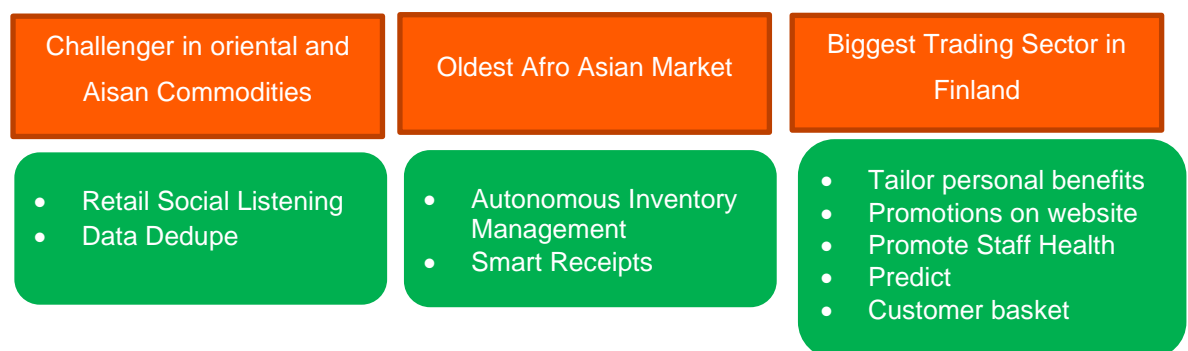 Challenger in oriental and
Aisan Commodities
• Retail Social Listening
• Data Dedupe
Oldest Afro Asian Market
• Autonomous Inventory
Management
• Smart Receipts
Biggest Trading Sector in
Finland
• Tailor personal benefits
• Promotions on website
• Promote Staff Health
• Predict
• Customer basket